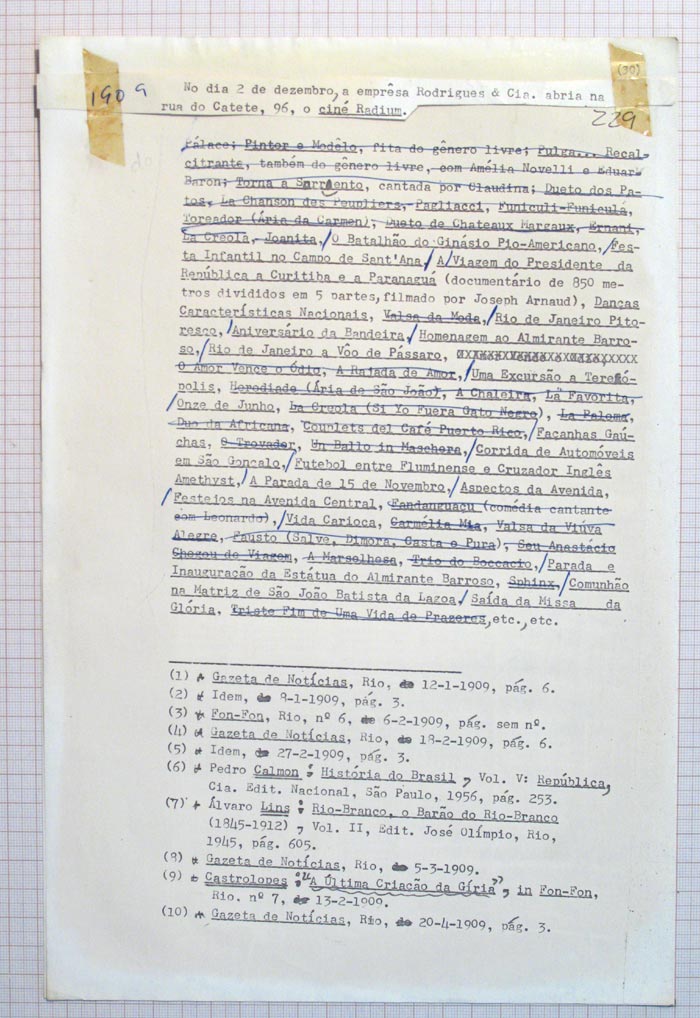 (30)
1909
No dia 2 de dezembro, a emprêsa Rodrigues & Cia. abria na
rua do Catete, 96, o ciné Radium.
229
Pálace; Pintor e Modêlo, fita do gênero livre; Pulga... Recal-
citrante, também do gênero livre, com Amélia Novelli e Eduar
Baron; Torna a Sorriento, cantada por Claudina; Dueto dos Pa-
tos, La Chanson des Peupliers, Pagliacci, Funiculi-Funiculá,
Toreador (Ária da Carmen); Dueto de Chateaux Margaux, Ernani,
La Creola, Joanita, O Batalhão do Ginásio Pio-Americano, Fes-
ta Infantil no Campo de Sant'Ana, A Viagem do Presidente da
República a Curitiba e a Paranaguá (documentário de 850 me-
tros divididos em 5 partes, filmado por Joseph Arnaud), Danças
Características Nacionais, Valsa da Moda, Rio de Janeiro Pito-
resco, Aniversário da Bandeira, Homenagem ao Almirante Barro-
so, Rio de Janeiro a Vôo de Pássaro,
O Amor Vence o Ódio, A Rajada de Amor, Uma Excursão a Teresó-
polis, Herodiade (Ária de São João), A Chaleira, La Favorita,
Onze de Junho, La Creola (Si Yo Fuera Gato Negro), La Paloma,
Duo da Africana, Couplets del Café Puerto Rico, Façanhas Gaú-
chas, O Trovador, Un Ballo in Maschera, Corrida de Automóveis
em São Gonçalo, Futebol entre Fluminense e Cruzador Inglês
Amethyst, A Parada de 15 de Novembro, Aspectos da Avenida,
Festejos na Avenida Central, Fandanguaçu (comédia cantante
com Leonardo), Vida Carioca, Carmélia Mia, Valsa da Viúva
Alegre, Fausto (Salve, Dimora, Casta e Pura), Seu Anastácio
Chegou de Viagem, A Marselhesa, Trio do Boccacio, Parada e
Inauguração da Estátua do Almirante Barroso, Sphinx, Comunhão
na Matriz de São João Batista da Lagoa, Saída da Missa da
Glória, Triste Fim de Uma Vida de Prazeres, etc., etc.
(1) Gazeta de Notícias, Rio, de 12-1-1909, pág. 6.
(2) Idem, de 9-1-1909, pág. 3.
(3) Fon-Fon, Rio, nº 6, de 6-2-1909, pág. sem nº.
(4) Gazeta de Notícias, Rio, de 18-2-1909, pág. 6.
(5) Idem, de 27-2-1909, pág. 3.
(6) Pedro Calmon: História do Brasil, Vol. V: República,
Cia. Edit. Nacional, São Paulo, 1956, pág. 253.
(7) Álvaro Lins: Rio-Branco, o Barão do Rio-Branco
(1845-1912), Vol. II, Edit. José Olímpio, Rio,
1945, pág. 605.
(8) Gazeta de Notícias, Rio, de 5-3-1909.
(9) Castrolopes: "A Última Criação da Gíria", in Fon-Fon,
Rio. nº 7, de 13-2-1909.
(10) Gazeta de Notícias, Rio, de 20-4-1909, pág. 3.